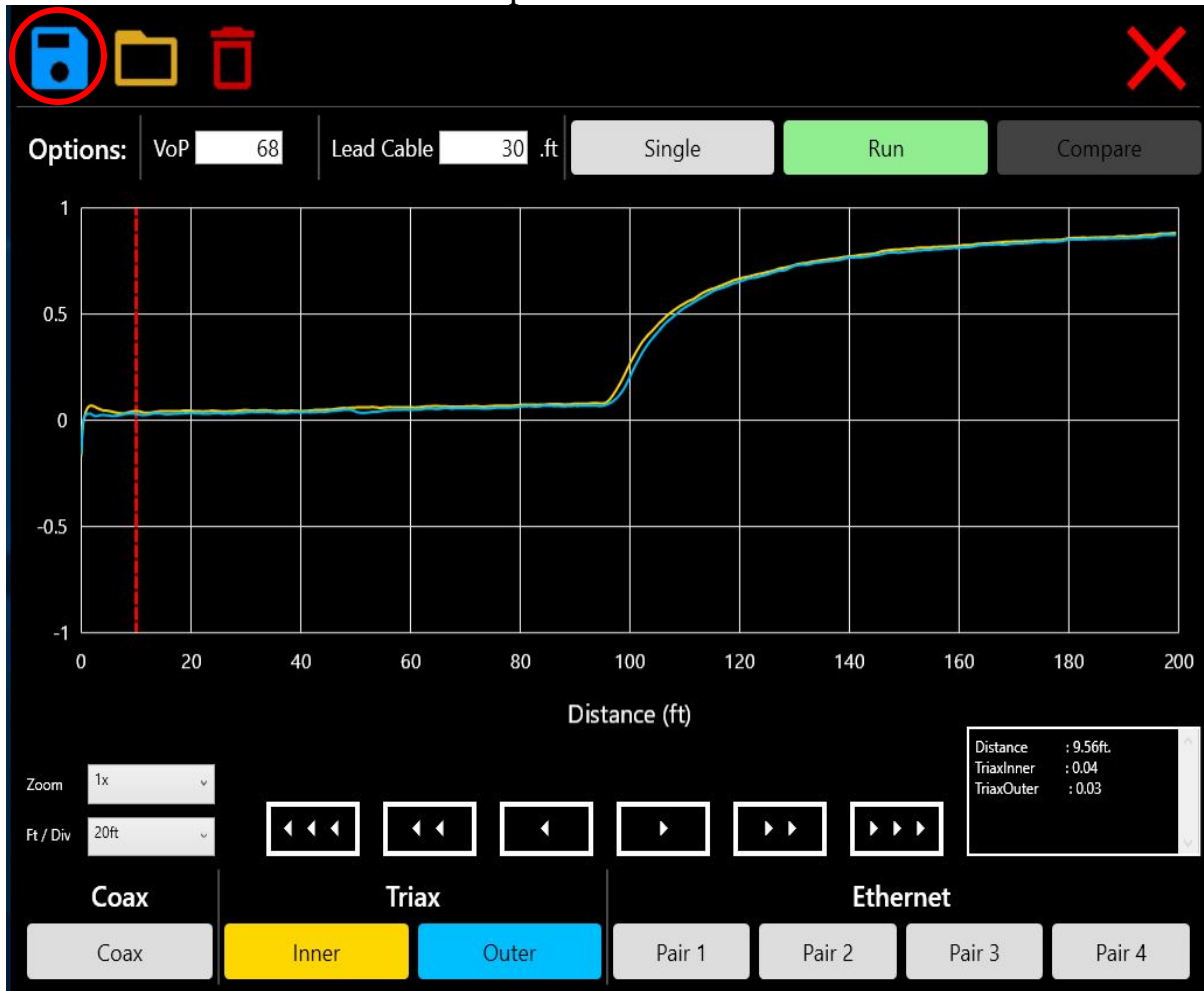 Options: VoP 68 Lead Cable 30 .ft Single Run Compare
1
0.5
0
-0.5
-1
0 20 40 60 80 100 120 140 160 180 200
Distance (ft)
Distance : 9.56ft.
TriaxInner : 0.04
TriaxOuter : 0.03
Zoom 1x
Ft / Div 20ft
Coax Triax Ethernet
Coax Inner Outer Pair 1 Pair 2 Pair 3 Pair 4